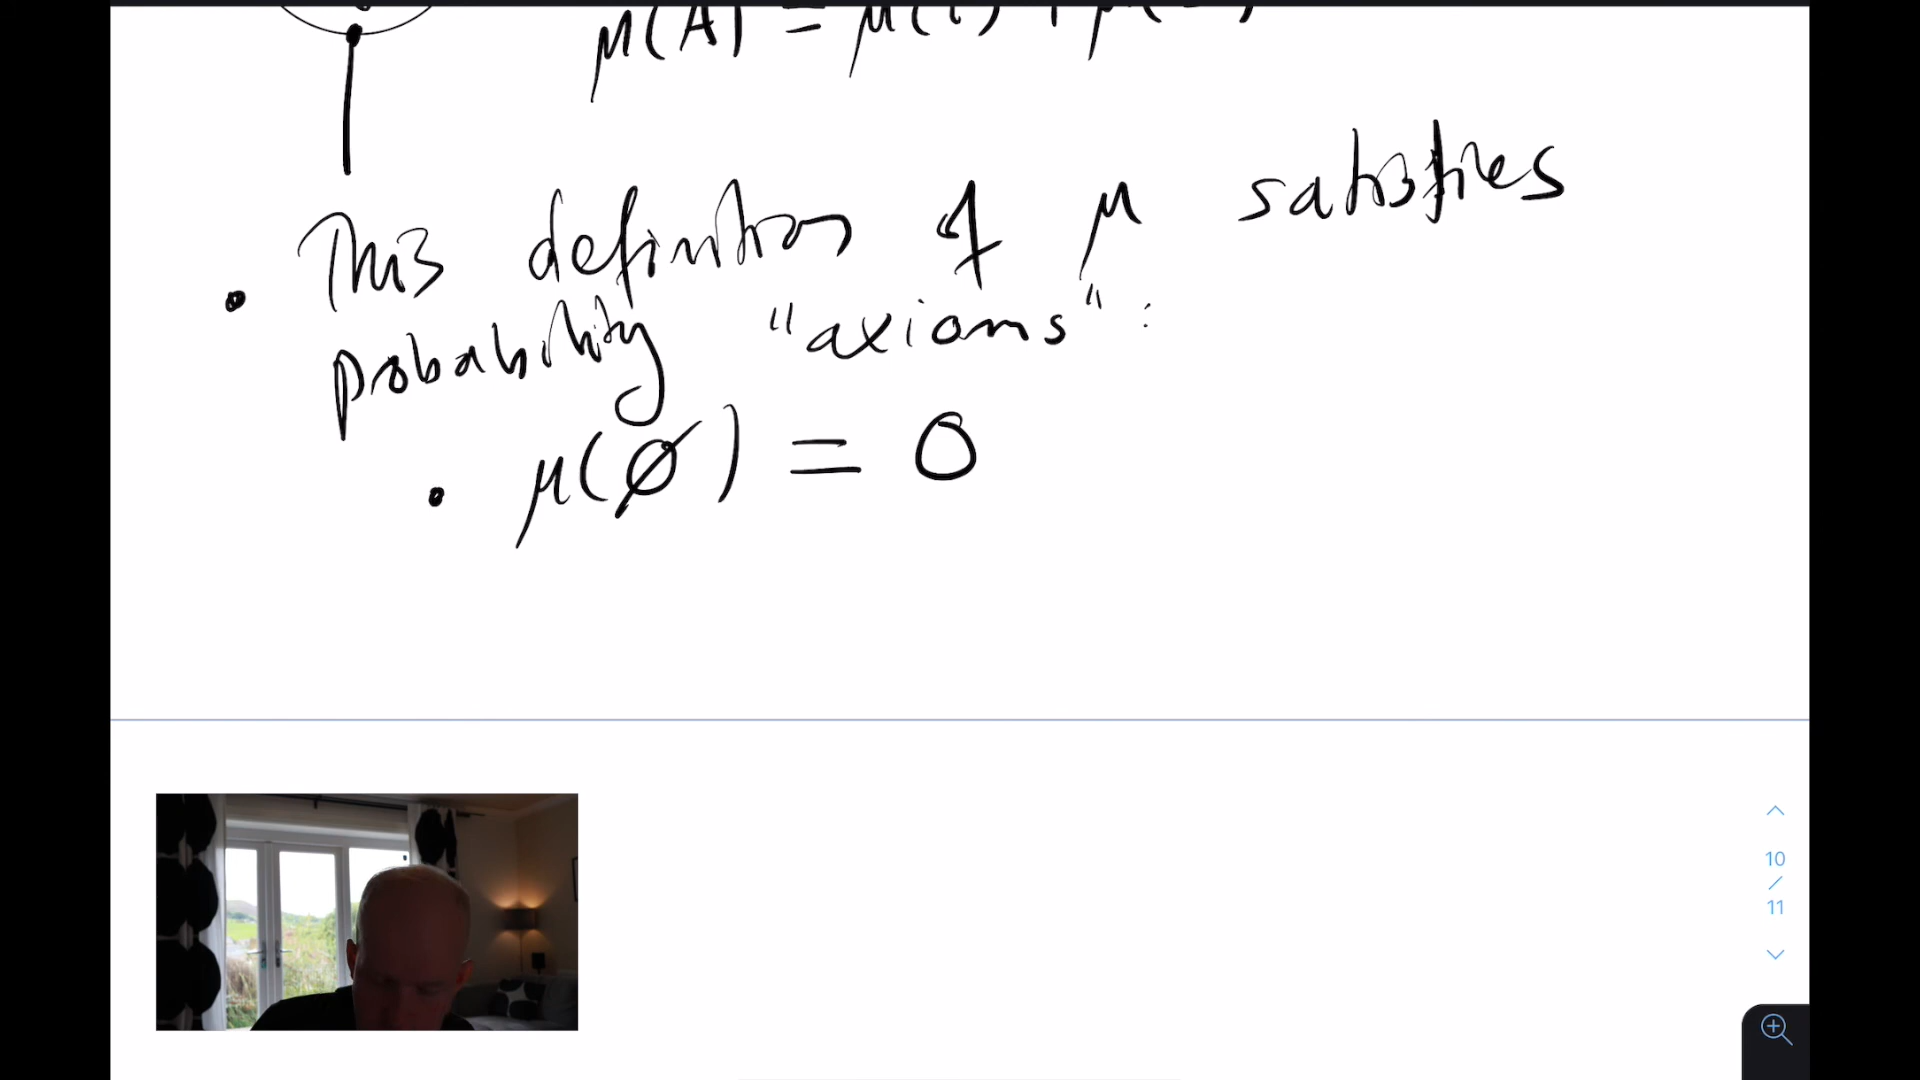 μ(A) = μ(
• This definition of μ satisfies
probability "axioms":
• μ(∅) = 0
10
/
11